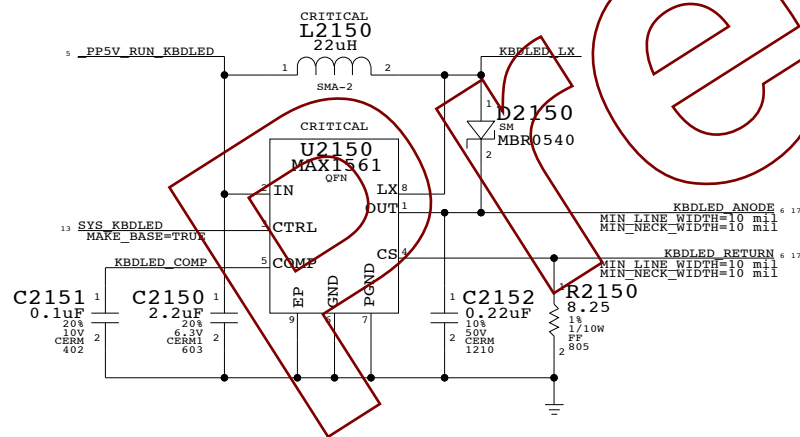 CRITICAL
L2150
22uH
5 _PP5V_RUN_KBDLED
KBDLED_LX
1 2
SMA-2
1
D2150
SM
MBR0540
2
CRITICAL
U2150
MAX1561
QFN
2 IN
LX 8
OUT 1
KBDLED_ANODE 6 17
MIN_LINE_WIDTH=10 mil
MIN_NECK_WIDTH=10 mil
13 SYS_KBDLED
MAKE_BASE=TRUE
3 CTRL
CS 4
KBDLED_RETURN 6 17
MIN_LINE_WIDTH=10 mil
MIN_NECK_WIDTH=10 mil
KBDLED_COMP
5 COMP
EP GND PGND
9 6 7
C2151
0.1uF
20%
10V
CERM
402
1
2
C2150
2.2uF
20%
6.3V
CERM1
603
1
2
C2152
0.22uF
10%
50V
CERM
1210
1
2
R2150
8.25
1%
1/10W
FF
805
1
2
Pre